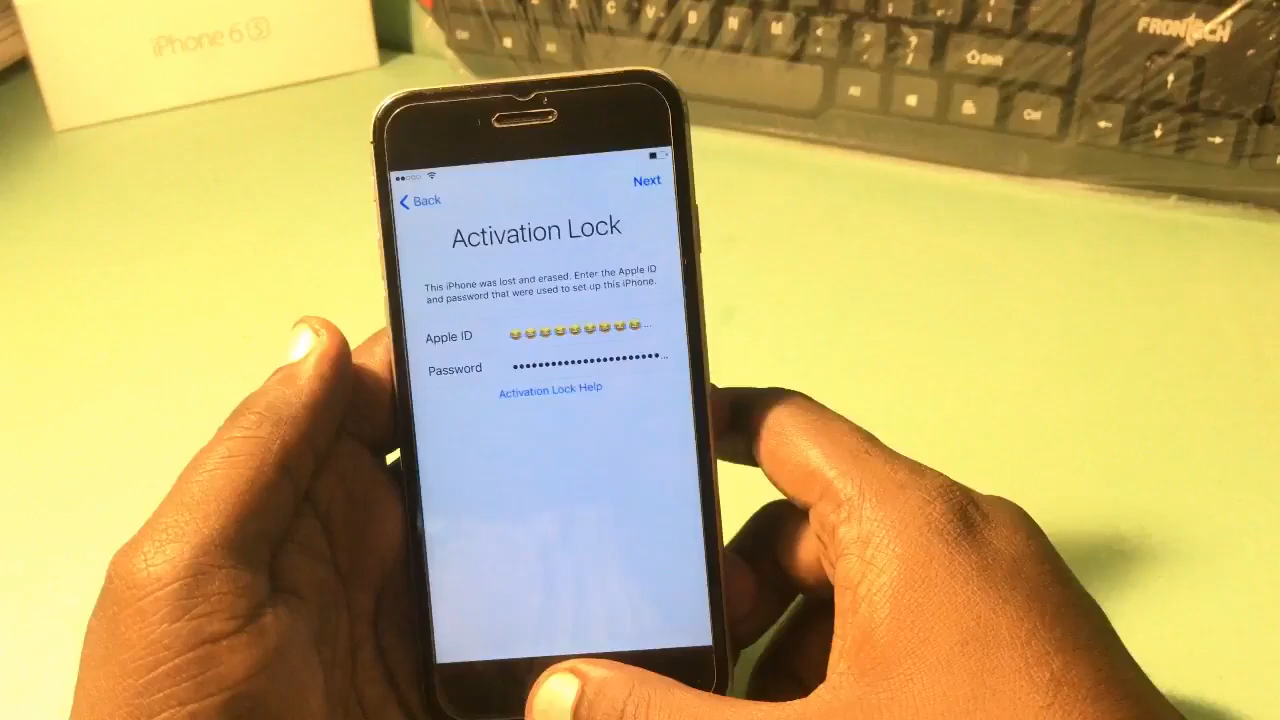 iPhone 6 S
FRONTECH
Next
Back
Activation Lock
This iPhone was lost and erased. Enter the Apple ID
and password that were used to set up this iPhone.
Apple ID 😂😂😂😂😂😂😂😂😂...
Password ••••••••••••••••••••••••...
Activation Lock Help